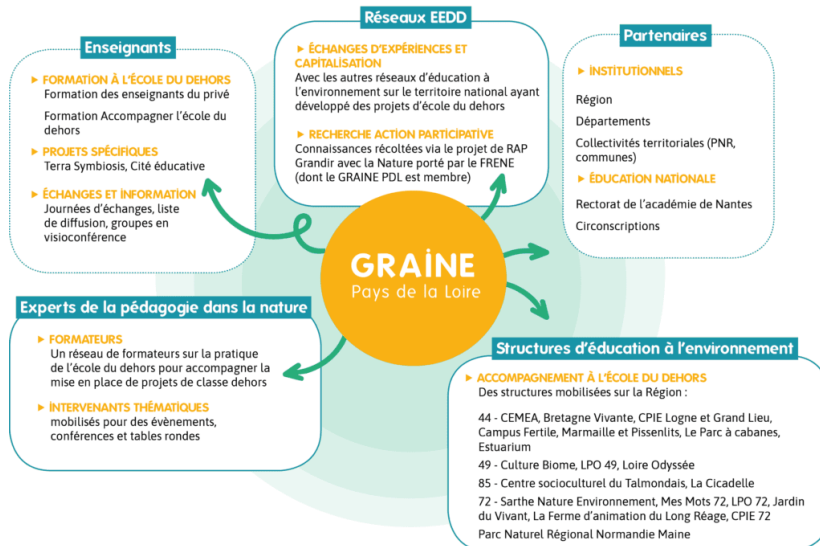 Enseignants
► FORMATION À L'ÉCOLE DU DEHORS
Formation des enseignants du privé
Formation Accompagner l'école du
dehors
► PROJETS SPÉCIFIQUES
Terra Symbiosis, Cité éducative
► ÉCHANGES ET INFORMATION
Journées d'échanges, liste
de diffusion, groupes en
visioconférence
Réseaux EEDD
► ÉCHANGES D'EXPÉRIENCES ET
CAPITALISATION
Avec les autres réseaux d'éducation à
l'environnement sur le territoire national ayant
développé des projets d'école du dehors
► RECHERCHE ACTION PARTICIPATIVE
Connaissances récoltées via le projet de RAP
Grandir avec la Nature porté par le FRENE
(dont le GRAINE PDL est membre)
Partenaires
► INSTITUTIONNELS
Région
Départements
Collectivités territoriales (PNR,
communes)
► ÉDUCATION NATIONALE
Rectorat de l'académie de Nantes
Circonscriptions
GRAINE
Pays de la Loire
Experts de la pédagogie dans la nature
► FORMATEURS
Un réseau de formateurs sur la pratique
de l'école du dehors pour accompagner la
mise en place de projets de classe dehors
► INTERVENANTS THÉMATIQUES
mobilisés pour des évènements,
conférences et tables rondes
Structures d'éducation à l'environnement
► ACCOMPAGNEMENT À L'ÉCOLE DU DEHORS
Des structures mobilisées sur la Région :
44 - CEMEA, Bretagne Vivante, CPIE Logne et Grand Lieu,
Campus Fertile, Marmaille et Pissenlits, Le Parc à cabanes,
Estuarium
49 - Culture Biome, LPO 49, Loire Odyssée
85 - Centre socioculturel du Talmondais, La Cicadelle
72 - Sarthe Nature Environnement, Mes Mots 72, LPO 72, Jardin
du Vivant, La Ferme d'animation du Long Réage, CPIE 72
Parc Naturel Régional Normandie Maine